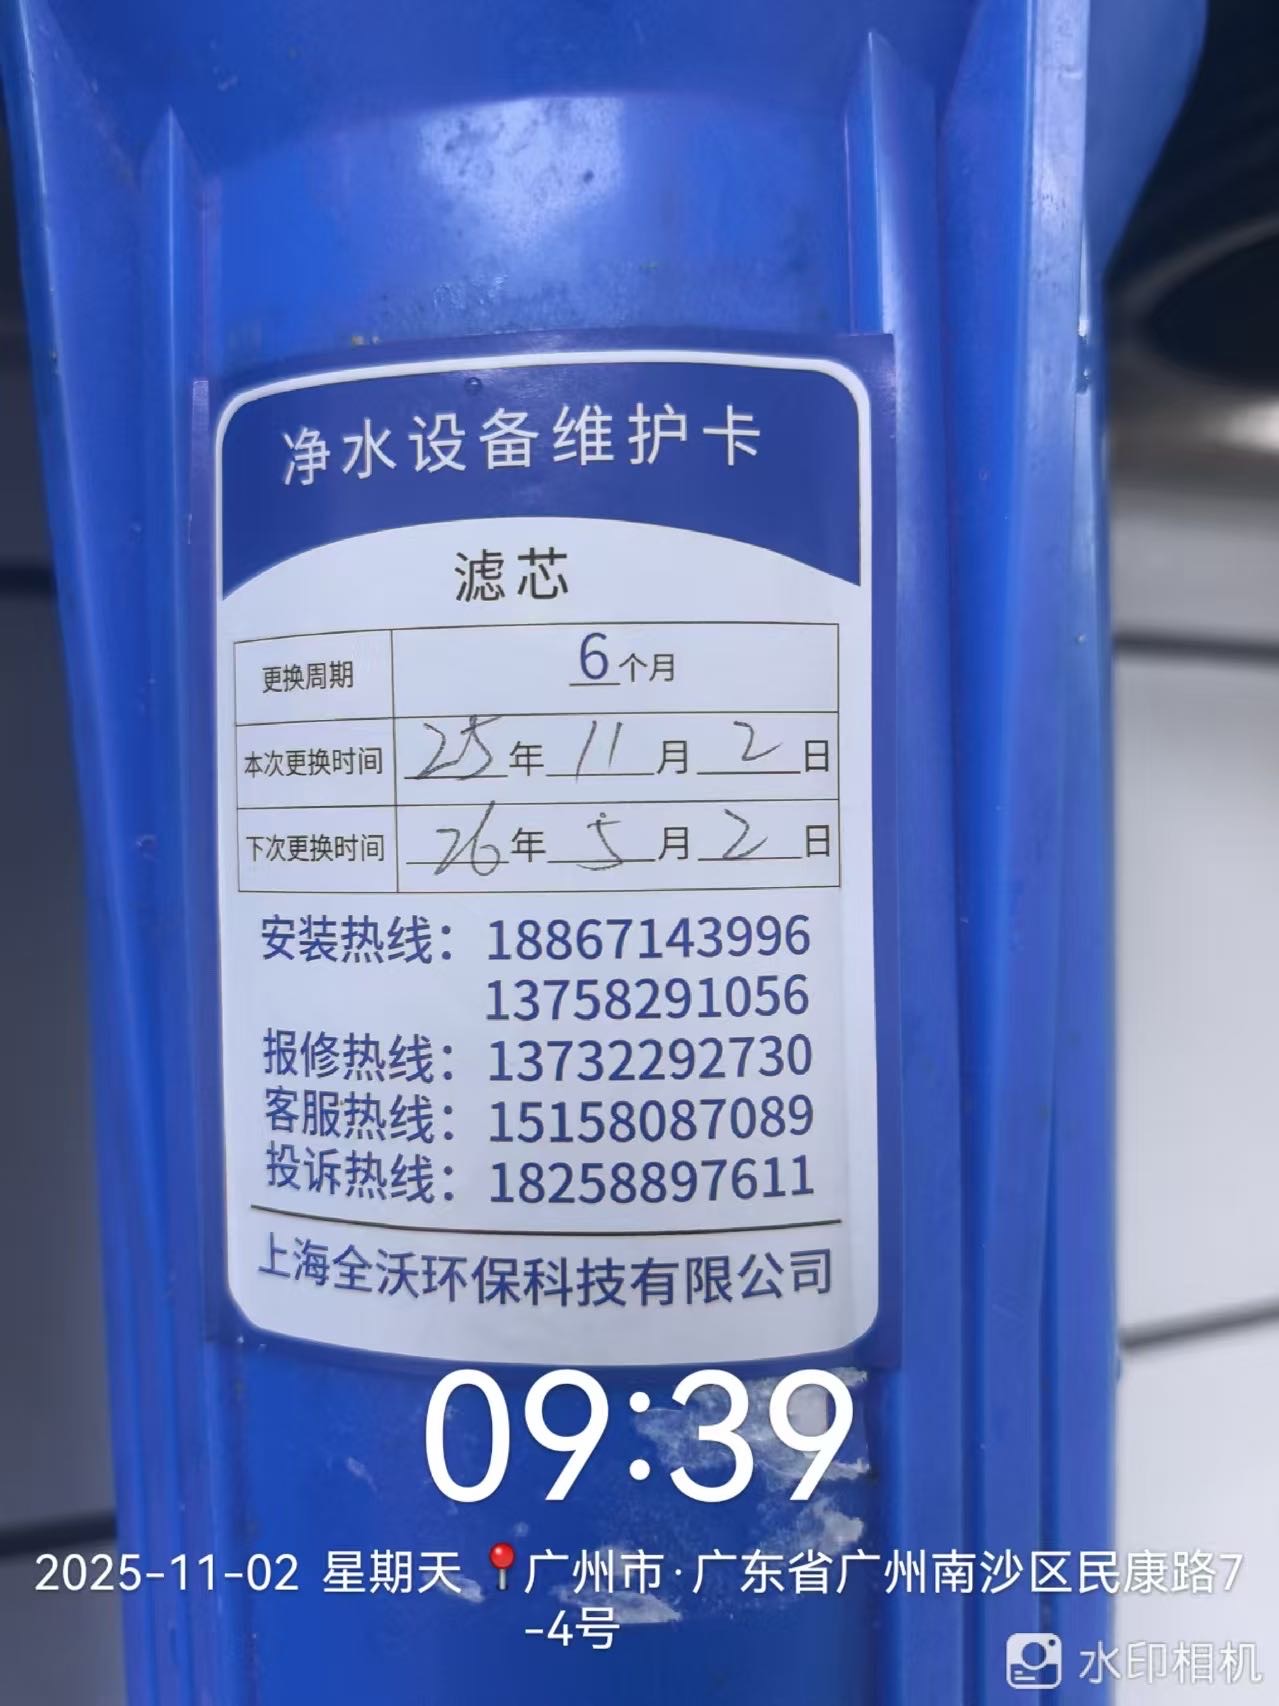 净水设备维护卡
滤芯
更换周期 6个月
本次更换时间 25年11月2日
下次更换时间 26年5月2日
安装热线：18867143996
13758291056
报修热线：13732292730
客服热线：15158087089
投诉热线：18258897611
上海全沃环保科技有限公司
09:39
2025-11-02 星期天 📍广州市·广东省广州南沙区民康路7
-4号
水印相机